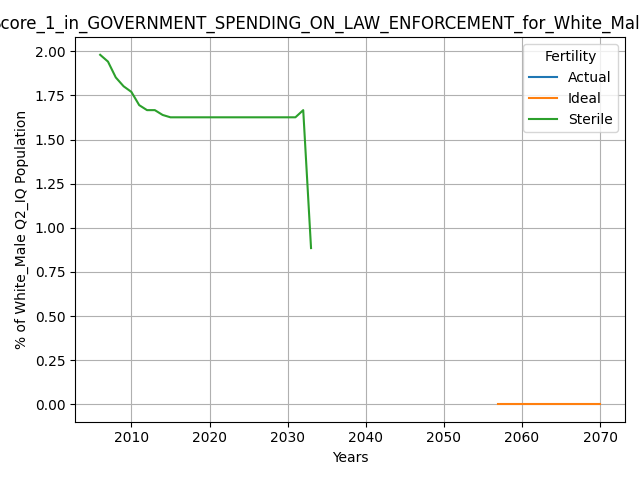 core_1_in_GOVERNMENT_SPENDING_ON_LAW_ENFORCEMENT_for_White_Mal
Fertility
Actual
Ideal
Sterile
% of White_Male Q2_IQ Population
2.00
1.75
1.50
1.25
1.00
0.75
0.50
0.25
0.00
2010 2020 2030 2040 2050 2060 2070
Years